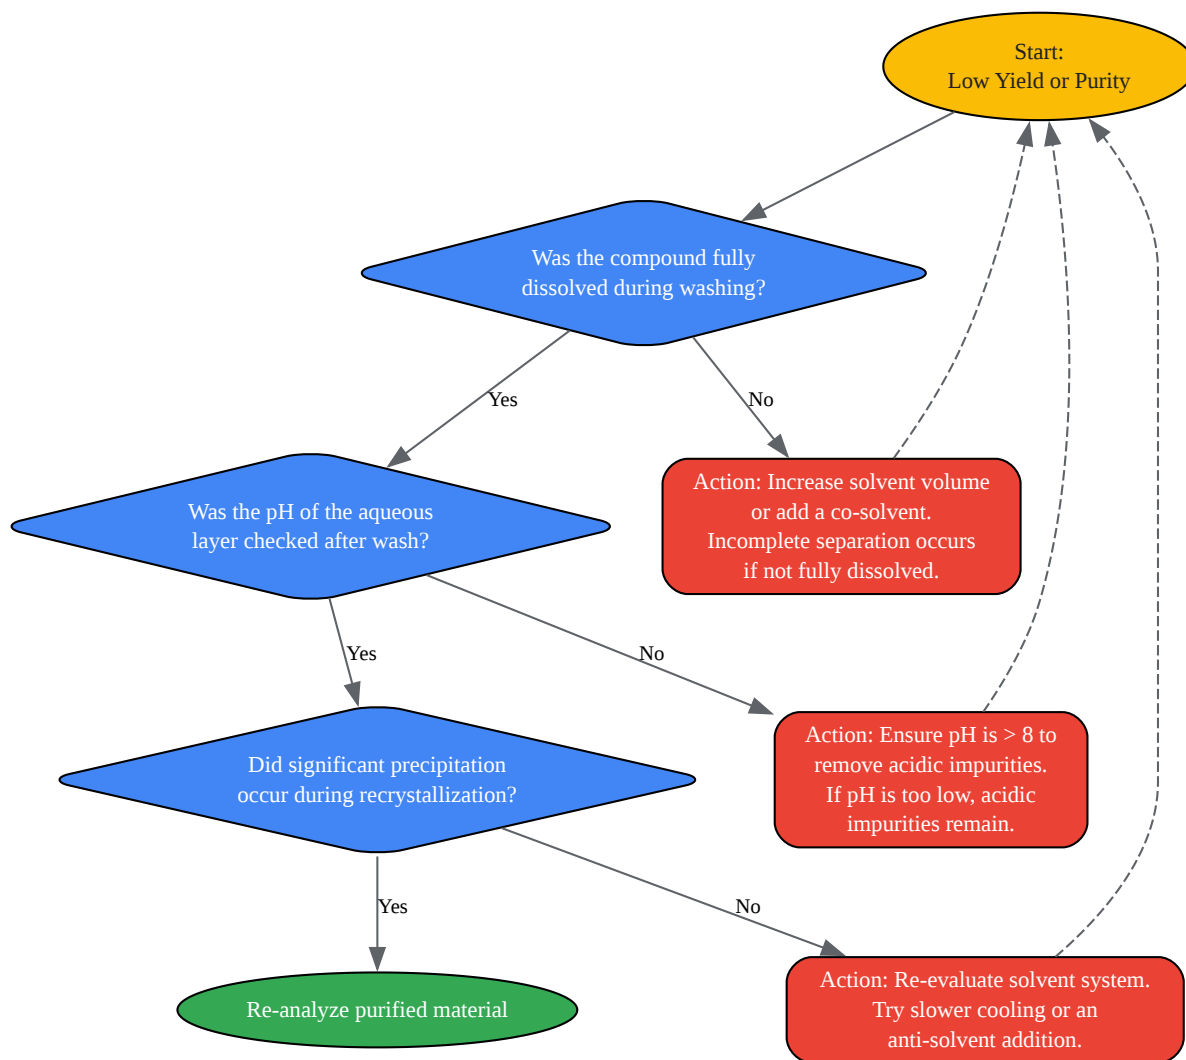 Start:
Low Yield or Purity
Was the compound fully
dissolved during washing?
Yes
No
Was the pH of the aqueous
layer checked after wash?
Action: Increase solvent volume
or add a co-solvent.
Incomplete separation occurs
if not fully dissolved.
Yes
No
Did significant precipitation
occur during recrystallization?
Action: Ensure pH is > 8 to
remove acidic impurities.
If pH is too low, acidic
impurities remain.
Yes
No
Re-analyze purified material
Action: Re-evaluate solvent system.
Try slower cooling or an
anti-solvent addition.